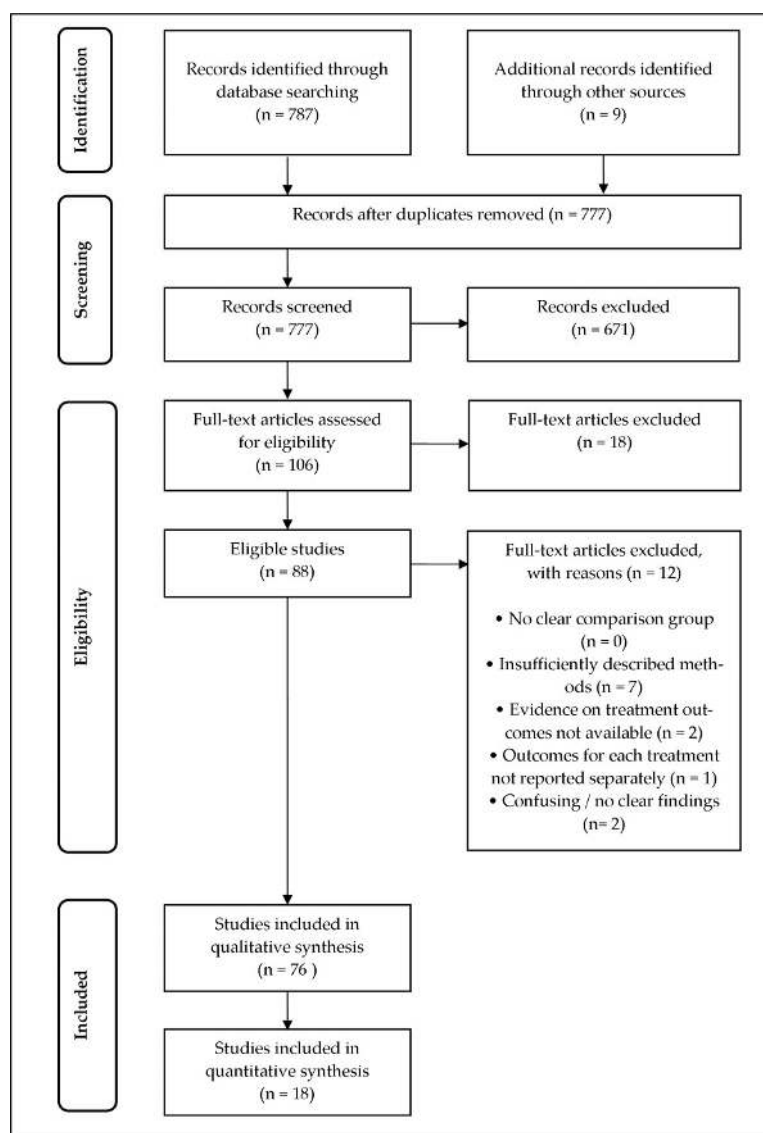 Identification
Records identified through
database searching
(n = 787)
Additional records identified
through other sources
(n = 9)
Screening
Records after duplicates removed (n = 777)
Records screened
(n = 777)
Records excluded
(n = 671)
Eligibility
Full-text articles assessed
for eligibility
(n = 106)
Full-text articles excluded
(n = 18)
Eligible studies
(n = 88)
Full-text articles excluded,
with reasons (n = 12)
• No clear comparison group
(n = 0)
• Insufficiently described meth-
ods (n = 7)
• Evidence on treatment out-
comes not available (n = 2)
• Outcomes for each treatment
not reported separately (n = 1)
• Confusing / no clear findings
(n= 2)
Included
Studies included in
qualitative synthesis
(n = 76 )
Studies included in
quantitative synthesis
(n = 18)